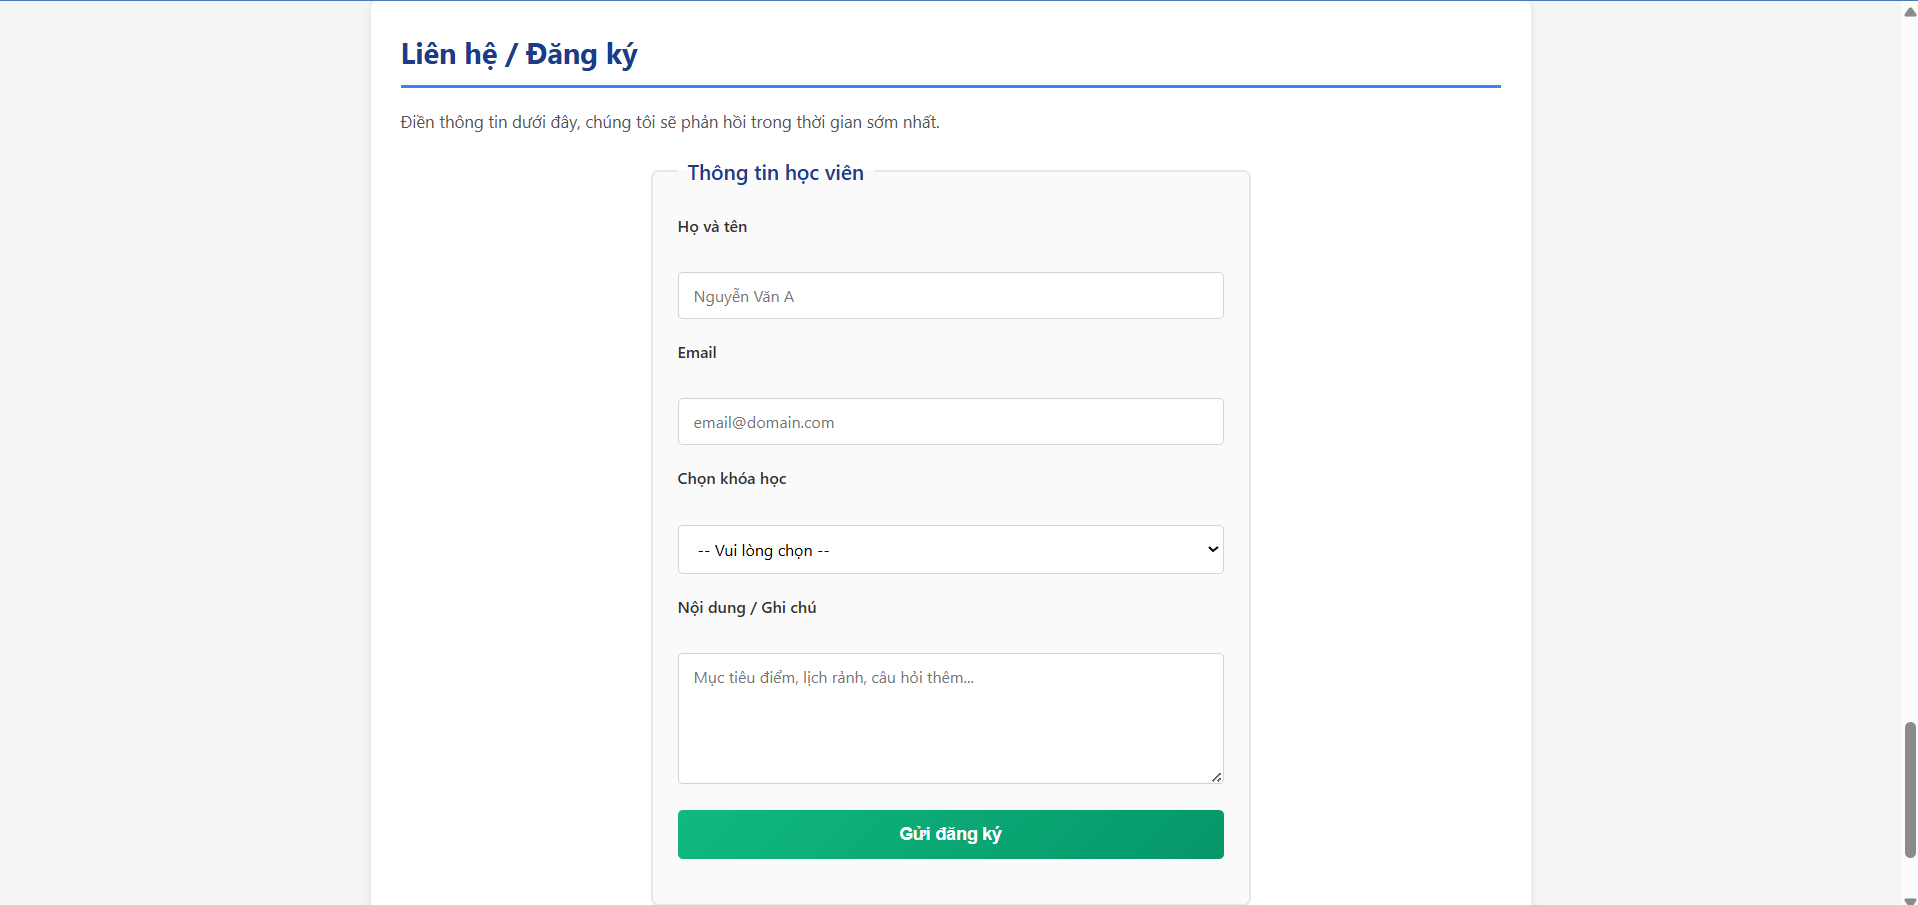 Liên hệ / Đăng ký
Điền thông tin dưới đây, chúng tôi sẽ phản hồi trong thời gian sớm nhất.
Thông tin học viên
Họ và tên
Nguyễn Văn A
Email
email@domain.com
Chọn khóa học
-- Vui lòng chọn --
Nội dung / Ghi chú
Mục tiêu điểm, lịch rảnh, câu hỏi thêm...
Gửi đăng ký